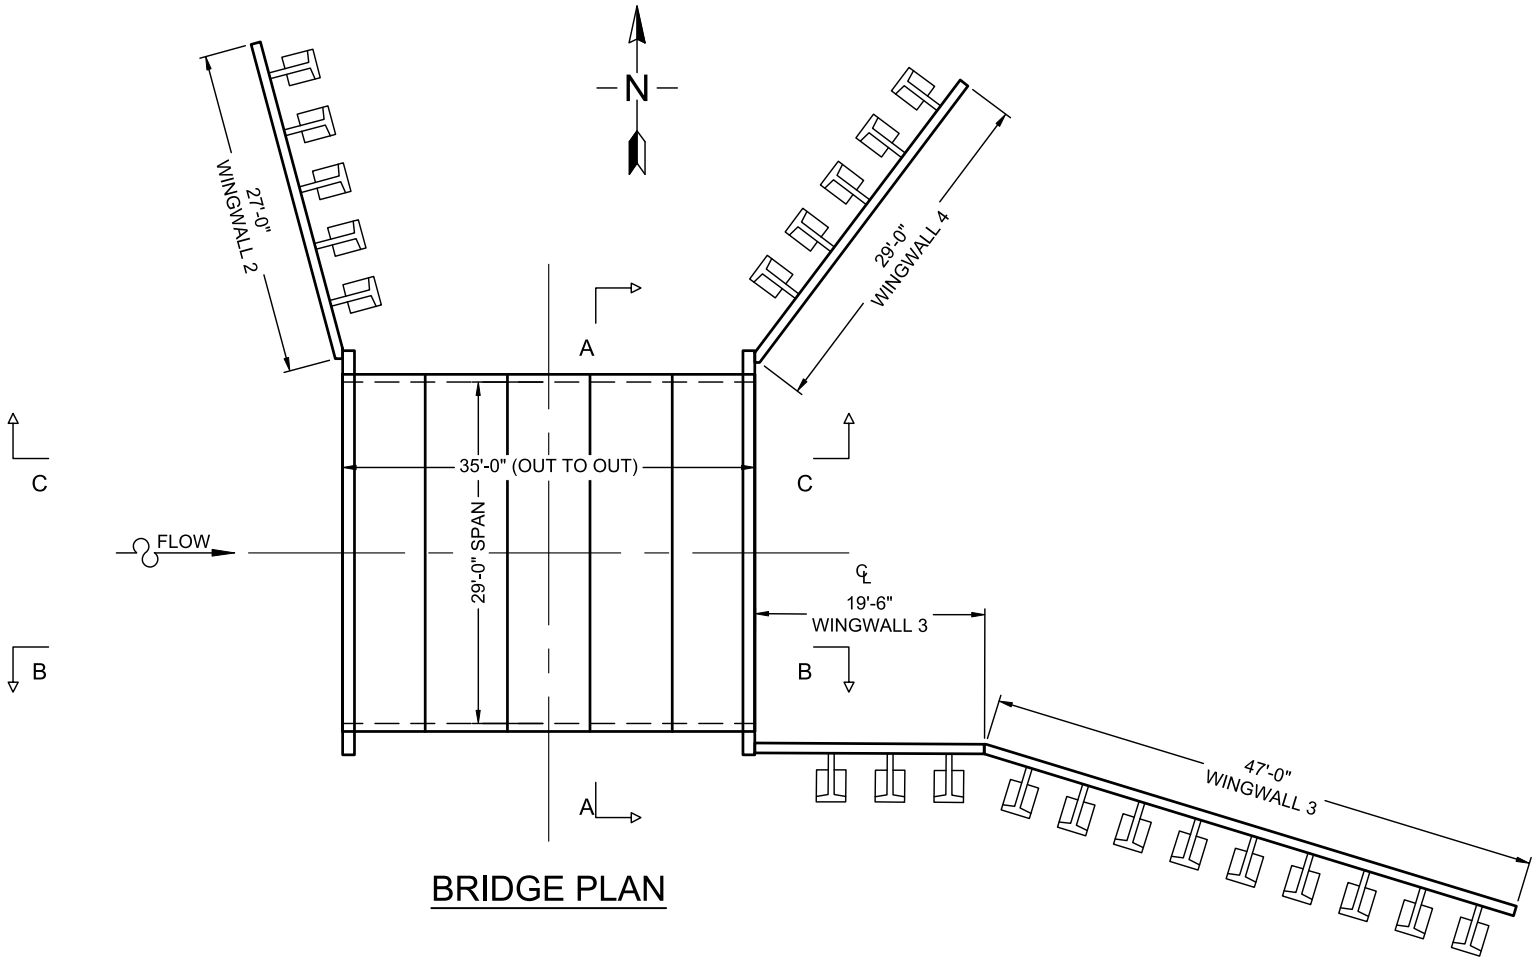 N
27'-0"
WINGWALL 2
29'-0"
WINGWALL 4
A
C
35'-0" (OUT TO OUT)
C
29'-0" SPAN
FLOW
℄
19'-6"
WINGWALL 3
B
B
47'-0"
WINGWALL 3
A
BRIDGE PLAN